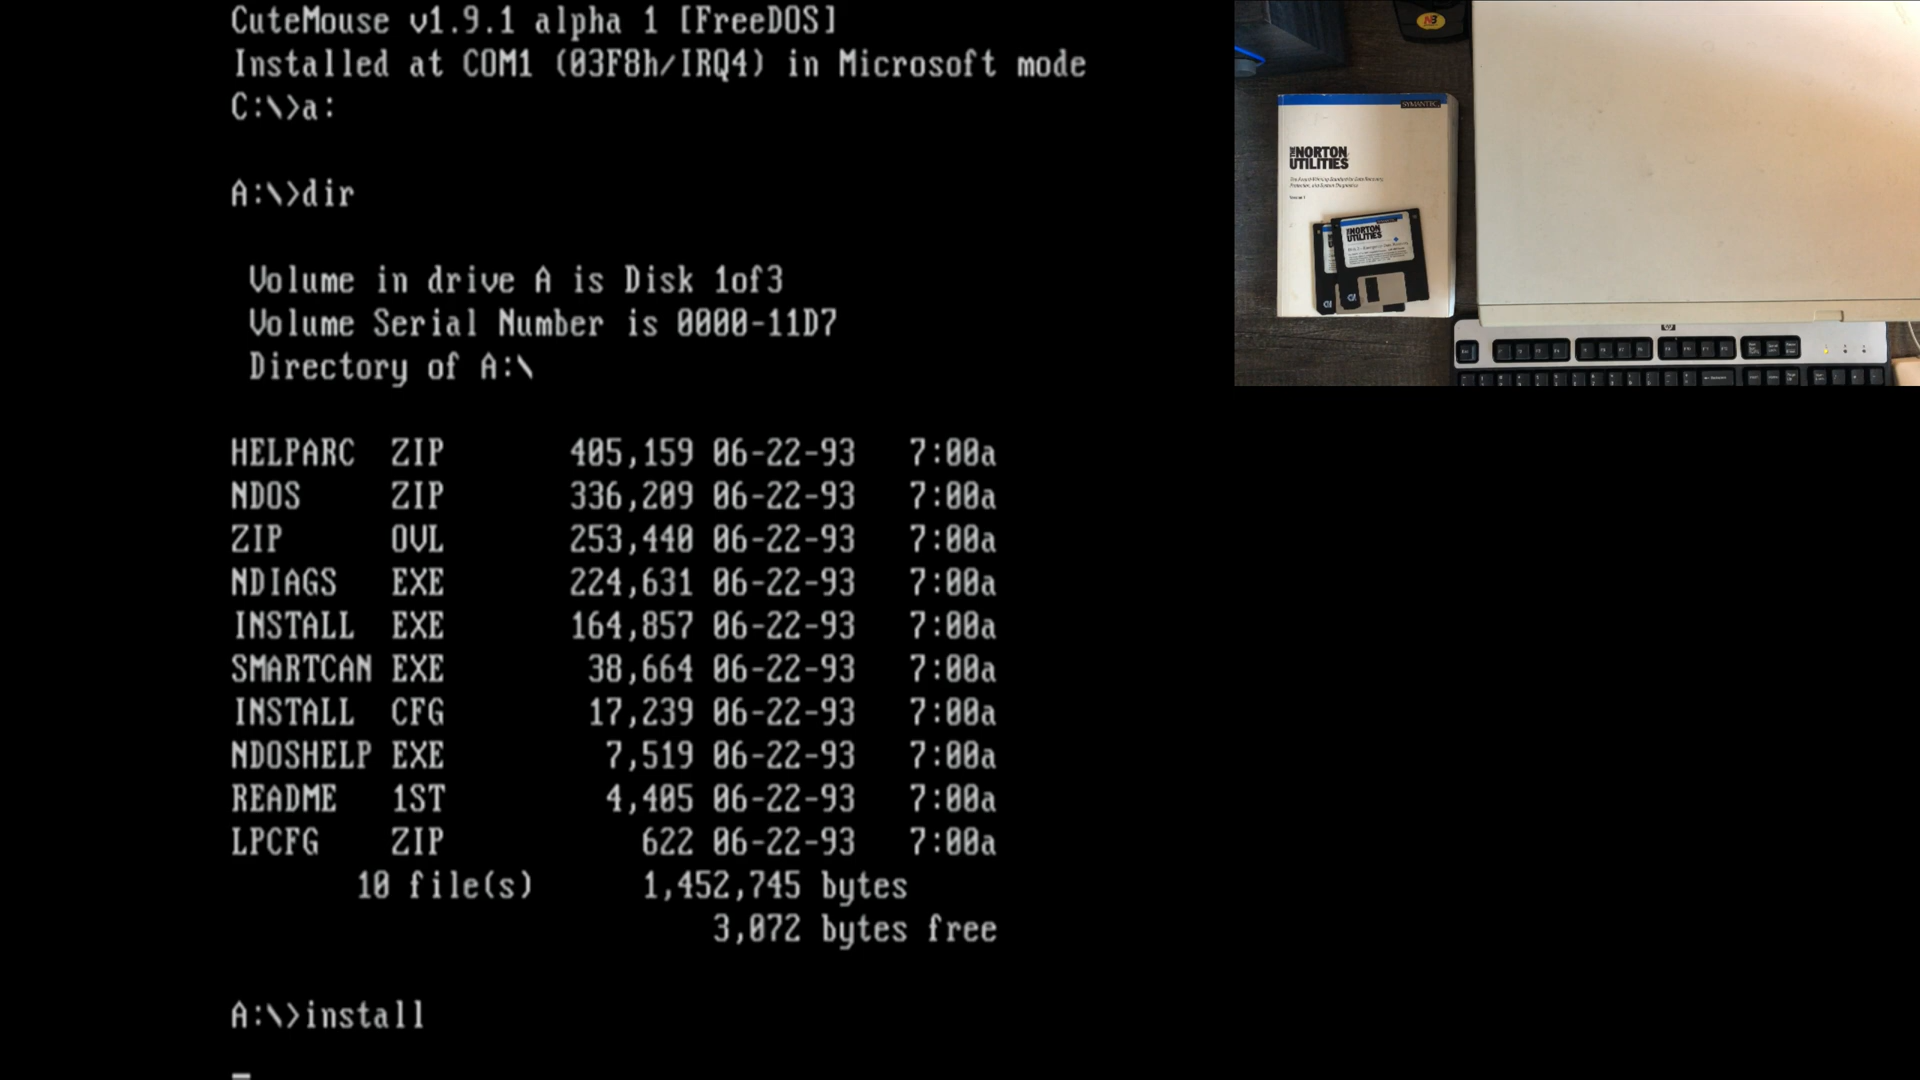 CuteMouse v1.9.1 alpha 1 [FreeDOS]
Installed at COM1 (03F8h/IRQ4) in Microsoft mode
C:\>a:
A:\>dir
Volume in drive A is Disk 1of3
Volume Serial Number is 0000-11D7
Directory of A:\
HELPARC ZIP 405,159 06-22-93 7:00a
NDOS ZIP 336,209 06-22-93 7:00a
ZIP OVL 253,440 06-22-93 7:00a
NDIAGS EXE 224,631 06-22-93 7:00a
INSTALL EXE 164,857 06-22-93 7:00a
SMARTCAN EXE 38,664 06-22-93 7:00a
INSTALL CFG 17,239 06-22-93 7:00a
NDOSHELP EXE 7,519 06-22-93 7:00a
README 1ST 4,405 06-22-93 7:00a
LPCFG ZIP 622 06-22-93 7:00a
10 file(s) 1,452,745 bytes
3,072 bytes free
A:\>install
SYMANTEC
THE NORTON
UTILITIES
THE NORTON
UTILITIES